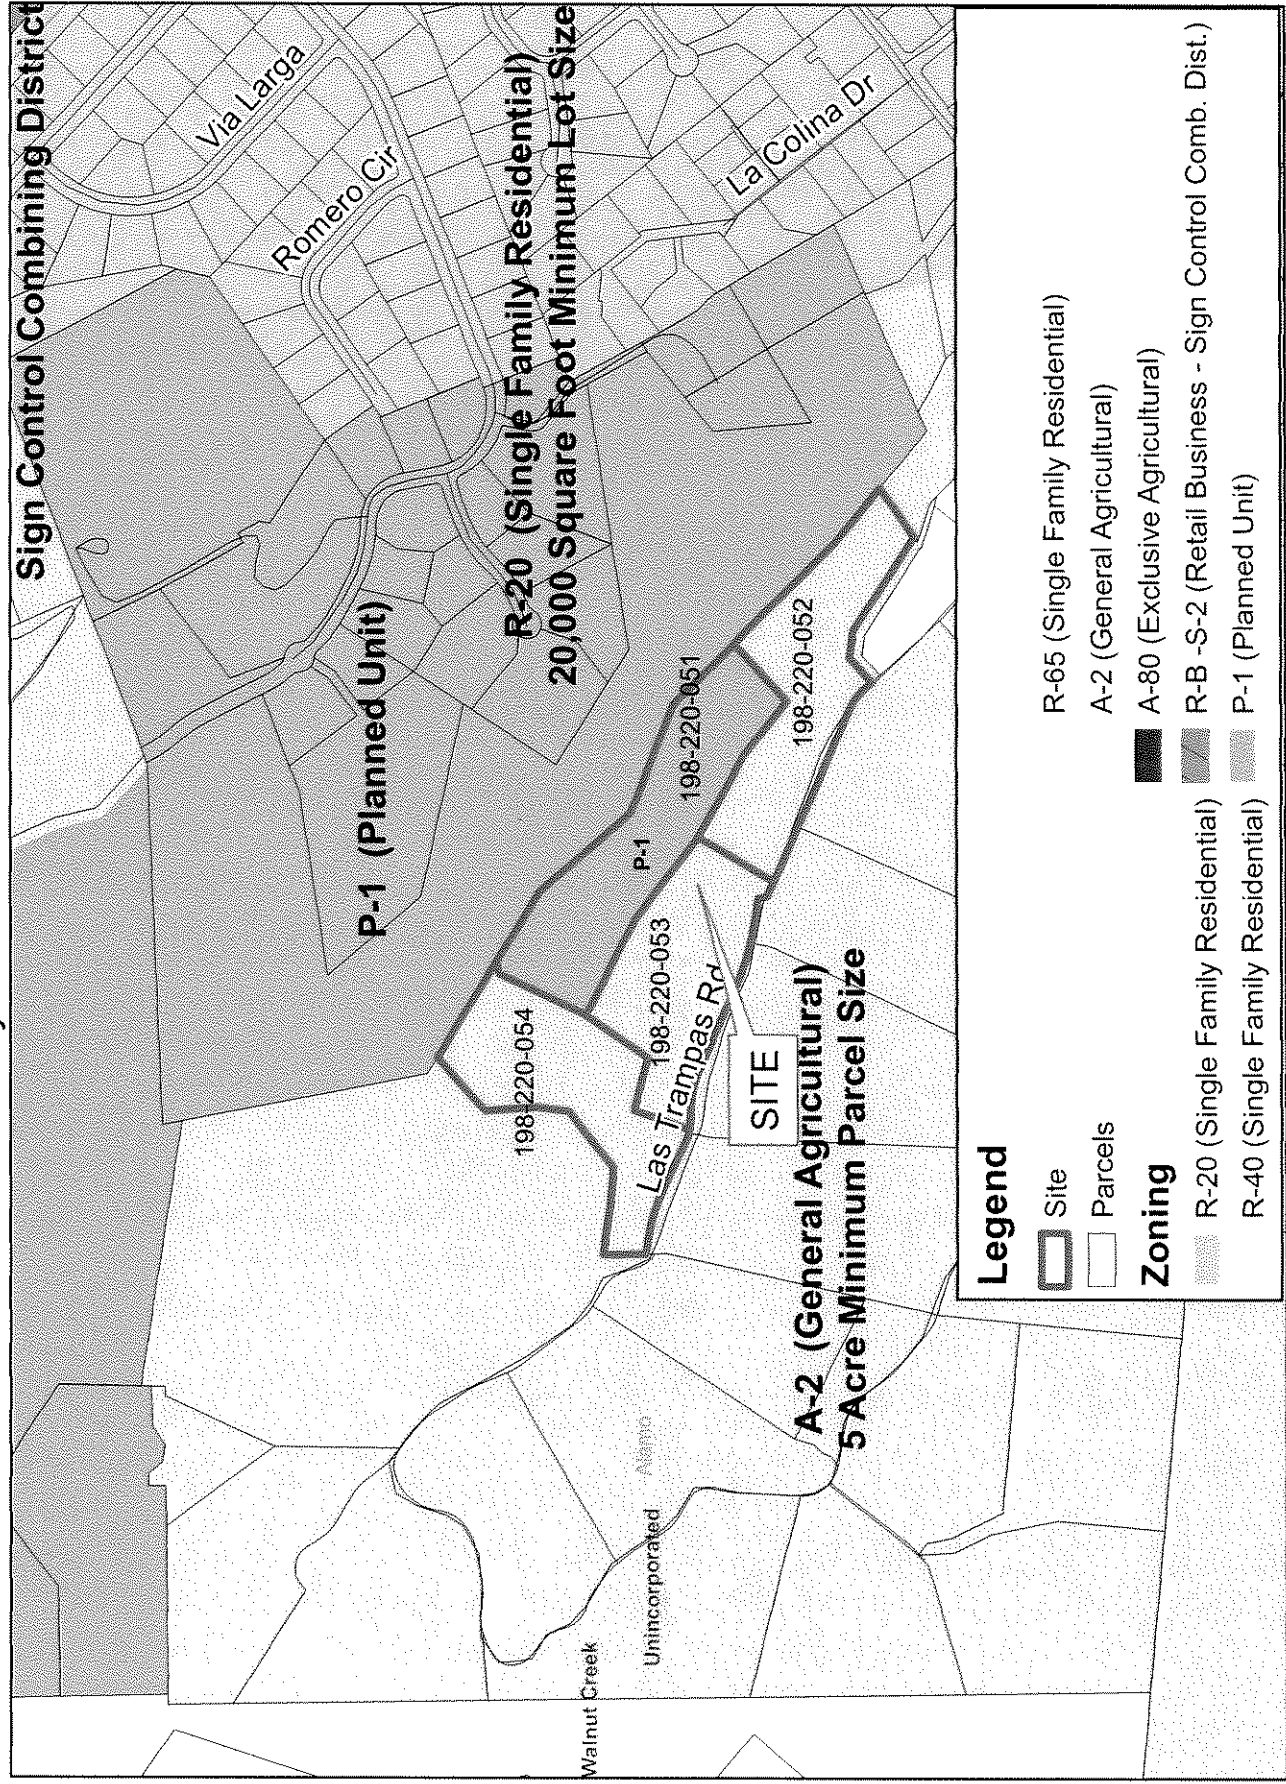 Sign Control Combining District
Via Larga
Romero Cir
La Colina Dr
R-20 (Single Family Residential)
20,000 Square Foot Minimum Lot Size
P-1 (Planned Unit)
198-220-051
198-220-052
P-1
198-220-053
198-220-054
Las Trampas Rd
SITE
A-2 (General Agricultural)
5 Acre Minimum Parcel Size
Alamo
Unincorporated
Walnut Creek
Legend
Site
Parcels
Zoning
R-20 (Single Family Residential)
R-40 (Single Family Residential)
R-65 (Single Family Residential)
A-2 (General Agricultural)
A-80 (Exclusive Agricultural)
R-B -S-2 (Retail Business - Sign Control Comb. Dist.)
P-1 (Planned Unit)